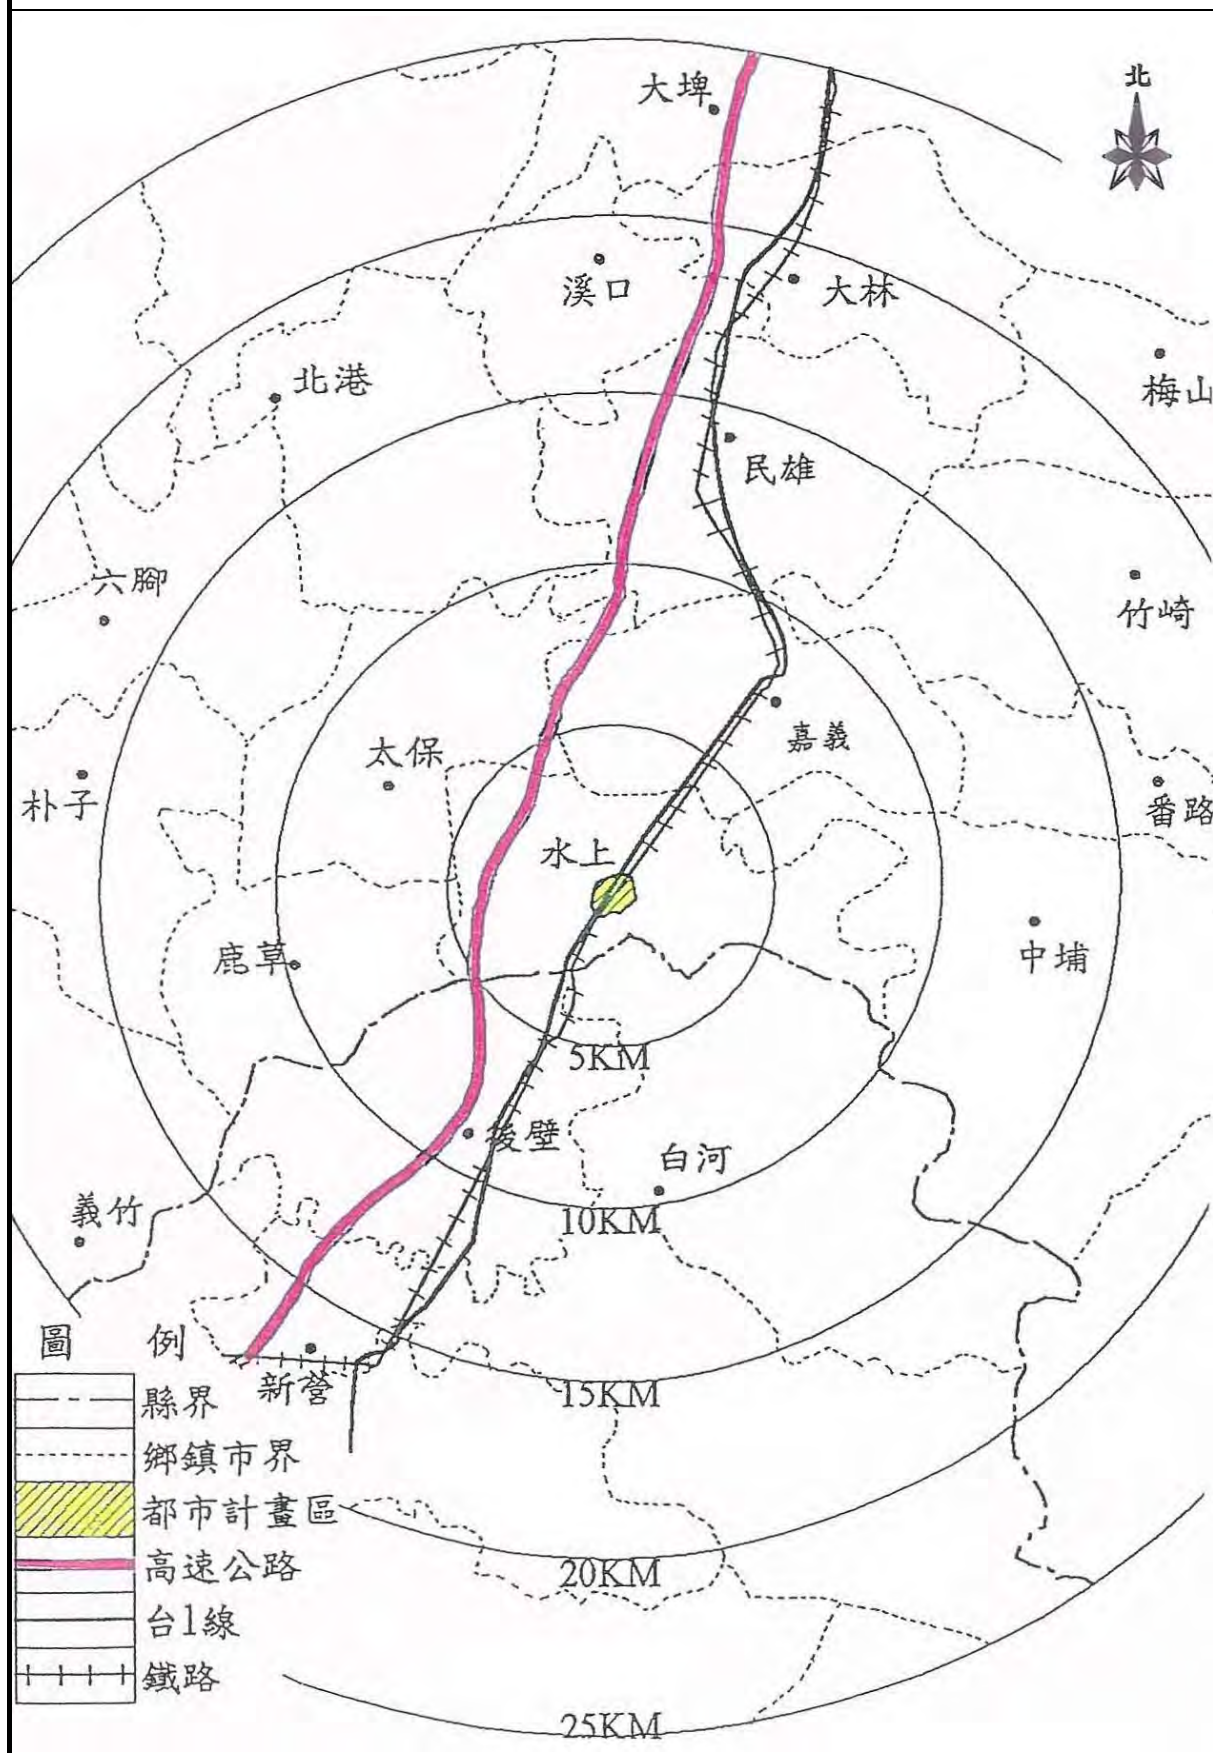 北
大埤
溪口
大林
北港
梅山
民雄
六腳
竹崎
太保
嘉義
朴子
番路
水上
鹿草
中埔
5KM
後壁
白河
義竹
10KM
圖 例
新營
15KM
縣界
鄉鎮市界
都市計畫區
高速公路
20KM
台1線
鐵路
25KM